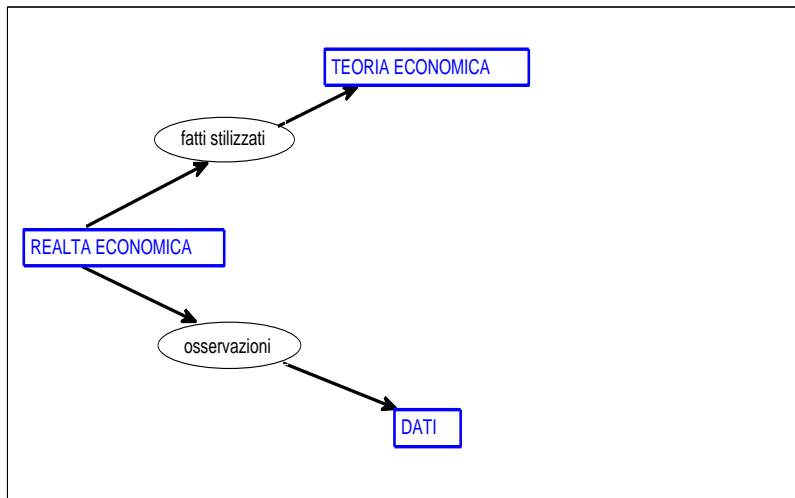 TEORIA ECONOMICA
fatti stilizzati
REALTA ECONOMICA
osservazioni
DATI